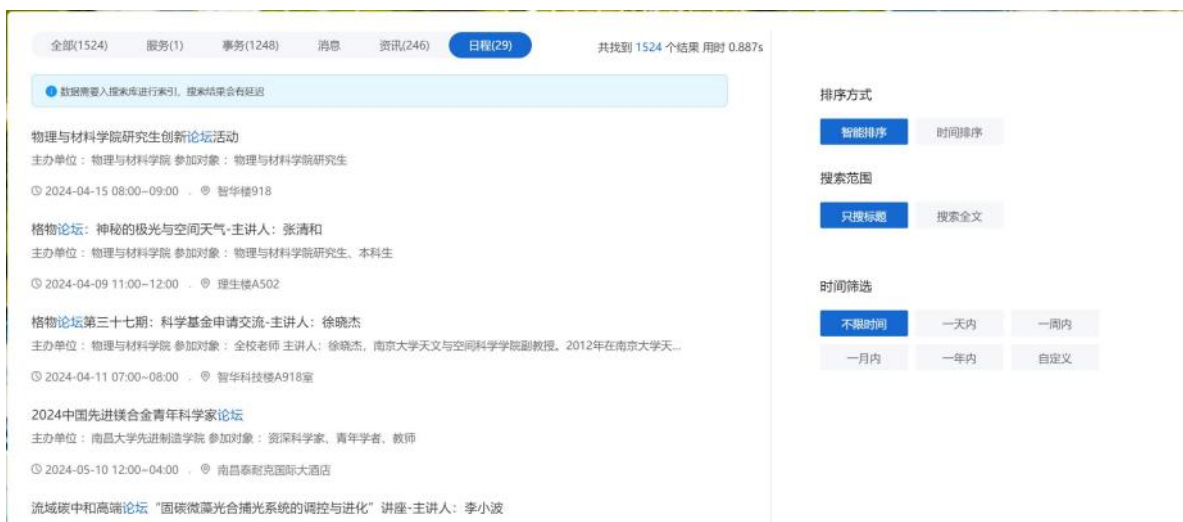 全部(1524) 服务(1) 事务(1248) 消息 资讯(246) 日程(29) 共找到 1524 个结果 用时 0.887s
数据需要入搜索库进行索引，搜索结果会有延迟
物理与材料学院研究生创新论坛活动
主办单位：物理与材料学院 参加对象：物理与材料学院研究生
2024-04-15 08:00~09:00 . 智华楼918
格物论坛：神秘的极光与空间天气-主讲人：张清和
主办单位：物理与材料学院 参加对象：物理与材料学院研究生、本科生
2024-04-09 11:00~12:00 . 理生楼A502
格物论坛第三十七期：科学基金申请交流-主讲人：徐晓杰
主办单位：物理与材料学院 参加对象：全校老师 主讲人：徐晓杰，南京大学天文与空间科学学院副教授。2012年在南京大学天...
2024-04-11 07:00~08:00 . 智华科技楼A918室
2024中国先进镁合金青年科学家论坛
主办单位：南昌大学先进制造学院 参加对象：资深科学家、青年学者、教师
2024-05-10 12:00~04:00 . 南昌泰耐克国际大酒店
流域碳中和高端论坛“固碳微藻光合捕光系统的调控与进化”讲座-主讲人：李小波
排序方式
智能排序 时间排序
搜索范围
只搜标题 搜索全文
时间筛选
不限时间 一天内 一周内
一月内 一年内 自定义